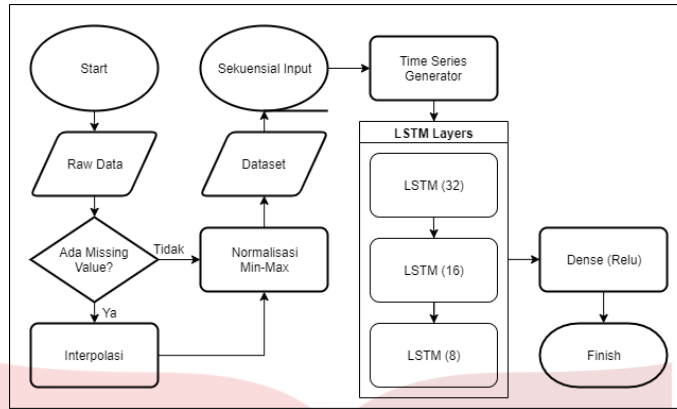 Start
Raw Data
Ada Missing
Value?
Tidak
Ya
Interpolasi
Normalisasi
Min-Max
Dataset
Sekuensial Input
Time Series
Generator
LSTM Layers
LSTM (32)
LSTM (16)
LSTM (8)
Dense (Relu)
Finish